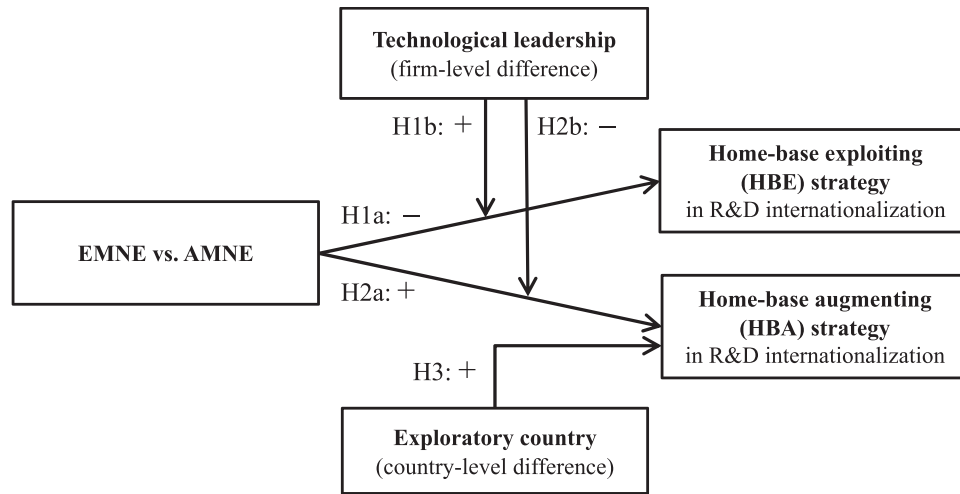 Technological leadership
(firm-level difference)
H1b: +
H2b: −
Home-base exploiting
(HBE) strategy
in R&D internationalization
H1a: −
EMNE vs. AMNE
H2a: +
Home-base augmenting
(HBA) strategy
in R&D internationalization
H3: +
Exploratory country
(country-level difference)